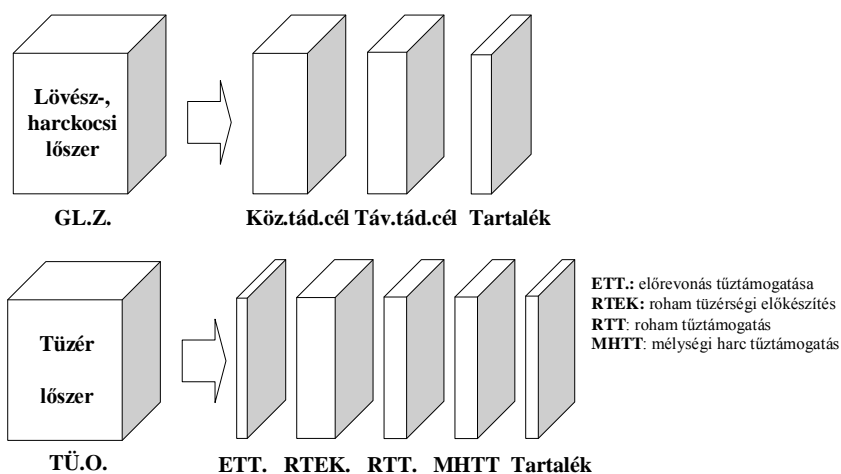 Lövész-,
harckocsi
lőszer
GL.Z.
Köz.tád.cél Táv.tád.cél Tartalék
Tüzér
lőszer
TÜ.O.
ETT. RTEK. RTT. MHTT Tartalék
ETT.: előrevonás tűztámogatása
RTEK: roham tüzérségi előkészítés
RTT: roham tűztámogatás
MHTT: mélységi harc tűztámogatás